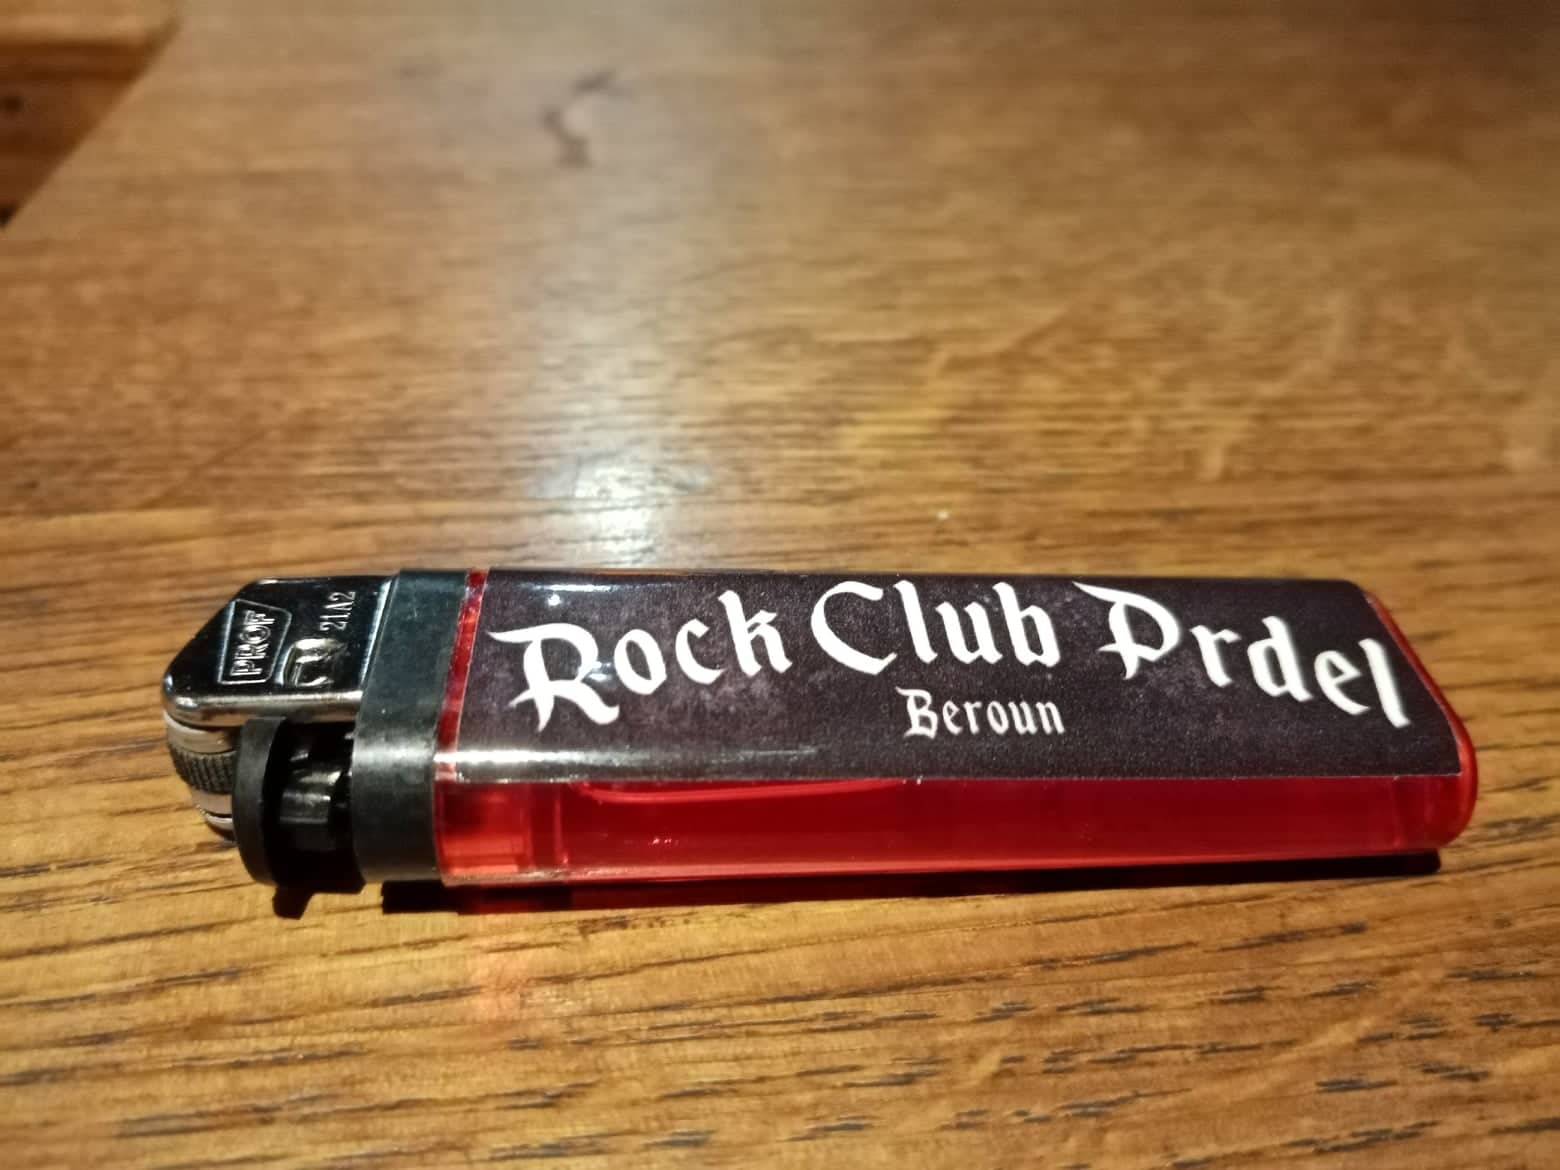 PROF
21A2
Rock Club Prdel
Beroun